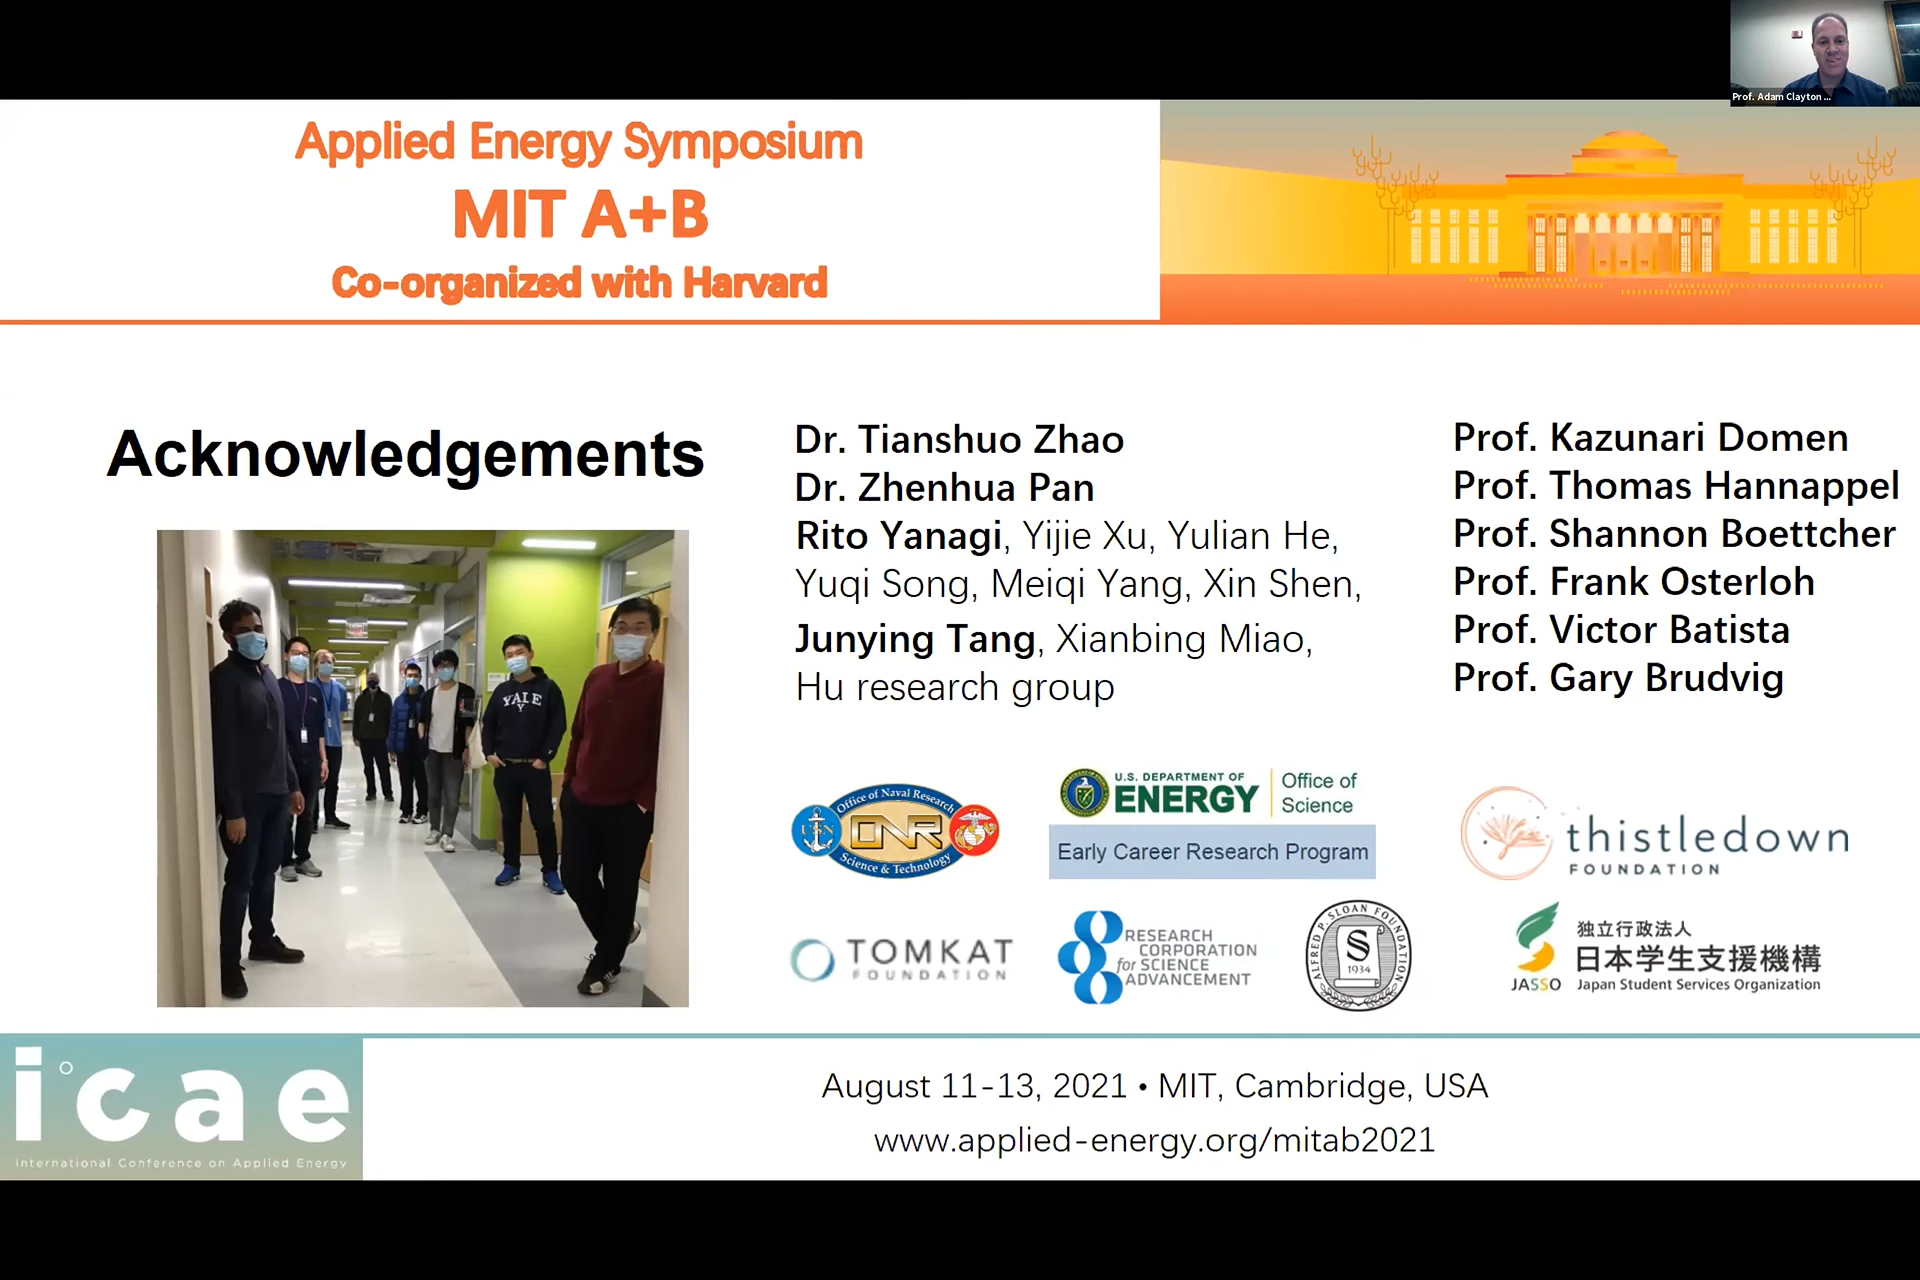 Prof. Adam Clayton ...
Applied Energy Symposium
MIT A+B
Co-organized with Harvard
Acknowledgements
Dr. Tianshuo Zhao
Dr. Zhenhua Pan
Rito Yanagi, Yijie Xu, Yulian He,
Yuqi Song, Meiqi Yang, Xin Shen,
Junying Tang, Xianbing Miao,
Hu research group
Prof. Kazunari Domen
Prof. Thomas Hannappel
Prof. Shannon Boettcher
Prof. Frank Osterloh
Prof. Victor Batista
Prof. Gary Brudvig
YALE
Y
Office of Naval Research
USN
ONR
Science & Technology
U.S. DEPARTMENT OF
ENERGY
Office of
Science
Early Career Research Program
thistledown
FOUNDATION
TOMKAT
FOUNDATION
RESEARCH
CORPORATION
for SCIENCE
ADVANCEMENT
ALFRED P. SLOAN FOUNDATION
S
1934
JASSO
独立行政法人
日本学生支援機構
Japan Student Services Organization
icae
International Conference on Applied Energy
August 11-13, 2021 • MIT, Cambridge, USA
www.applied-energy.org/mitab2021